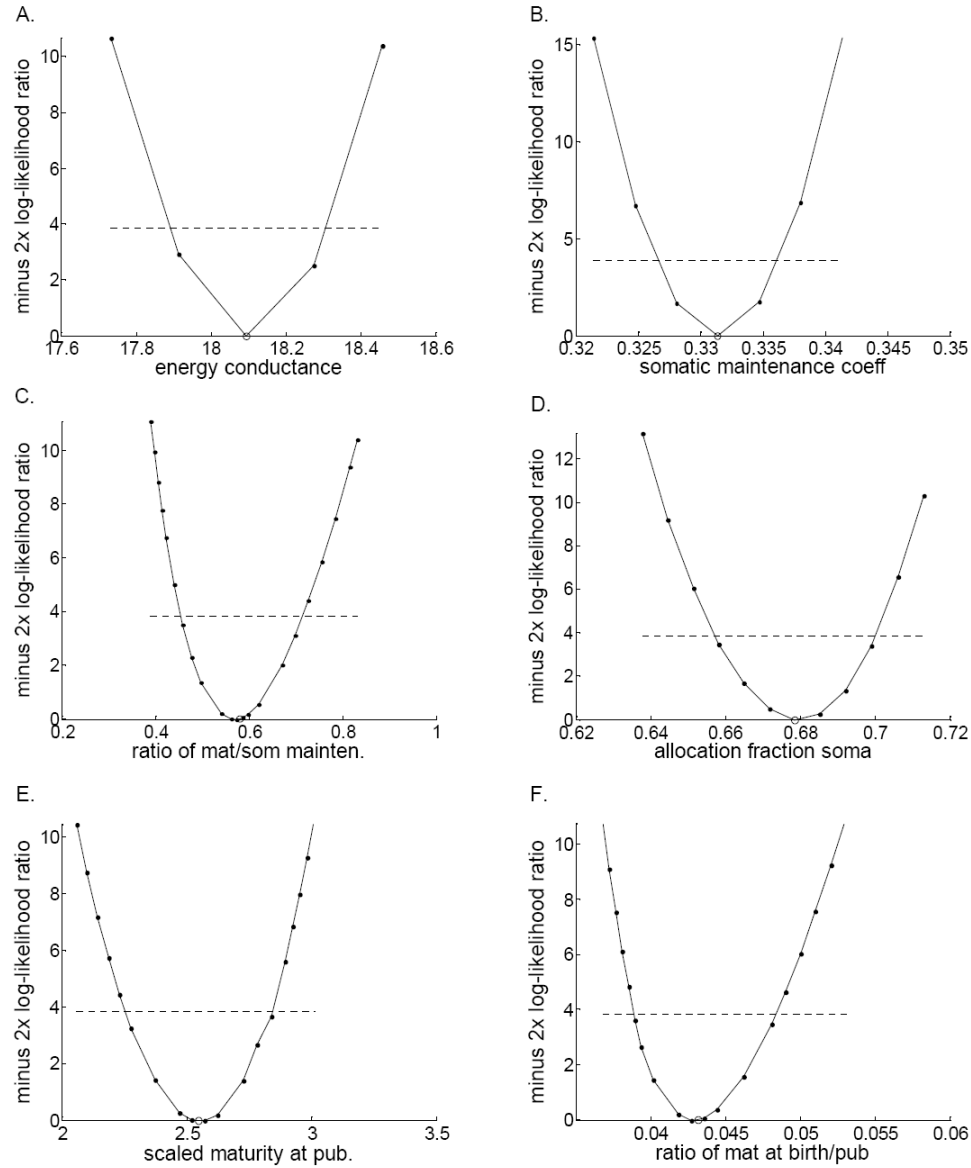 A.
minus 2x log-likelihood ratio
10
8
6
4
2
0
17.6 17.8 18 18.2 18.4 18.6
energy conductance
B.
minus 2x log-likelihood ratio
15
10
5
0
0.32 0.325 0.33 0.335 0.34 0.345 0.35
somatic maintenance coeff
C.
minus 2x log-likelihood ratio
10
8
6
4
2
0
0.2 0.4 0.6 0.8 1
ratio of mat/som mainten.
D.
minus 2x log-likelihood ratio
12
10
8
6
4
2
0
0.62 0.64 0.66 0.68 0.7 0.72
allocation fraction soma
E.
minus 2x log-likelihood ratio
10
8
6
4
2
0
2 2.5 3 3.5
scaled maturity at pub.
F.
minus 2x log-likelihood ratio
10
8
6
4
2
0
0.04 0.045 0.05 0.055 0.06
ratio of mat at birth/pub